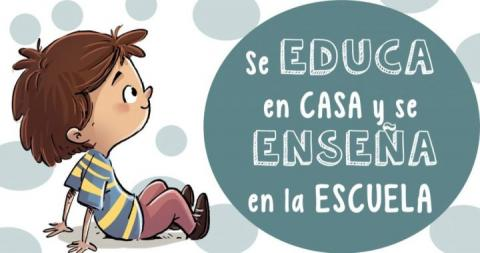 Se EDUCA
en CASA y se
ENSEÑA
en la ESCUELA